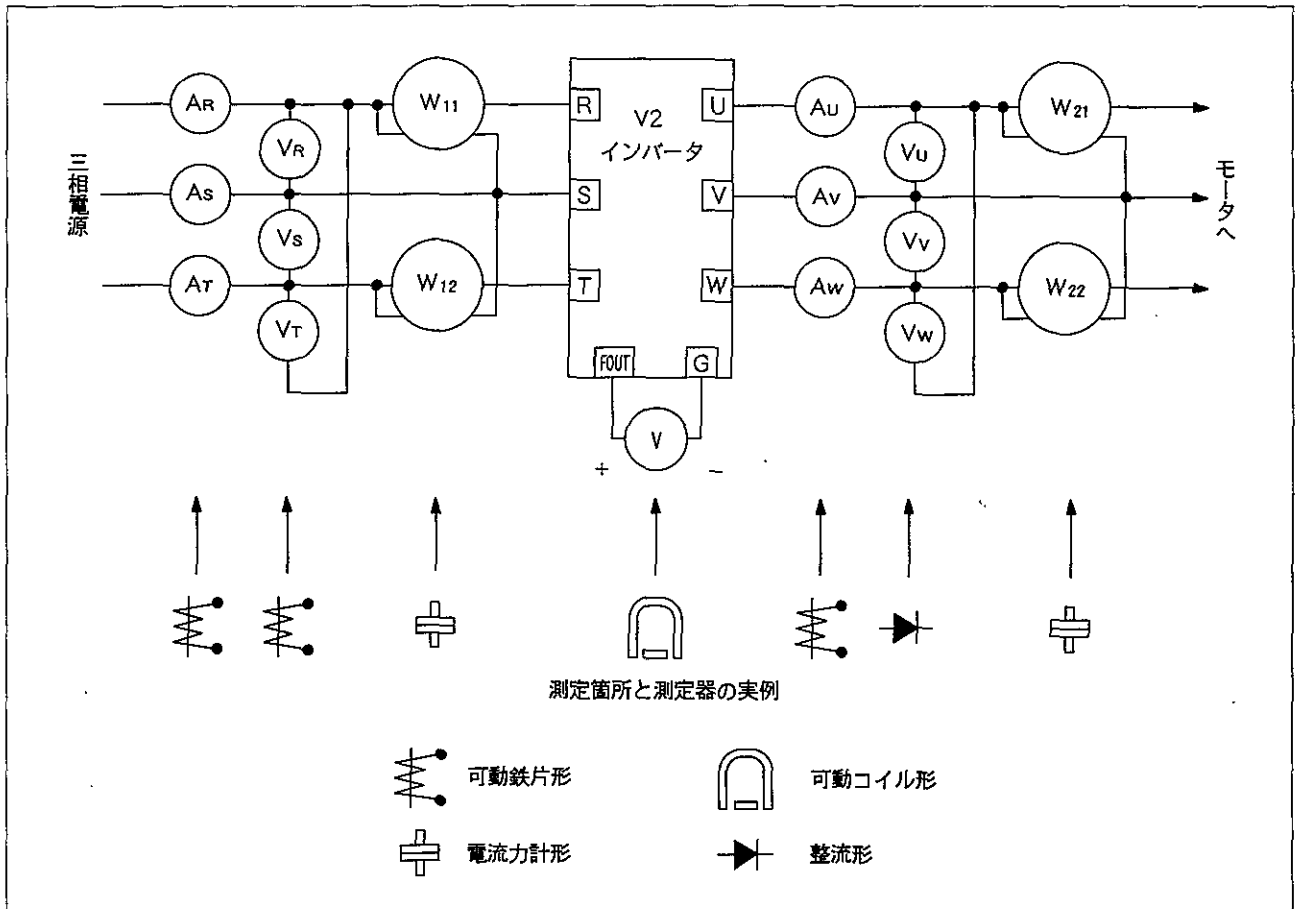 AR
W11
R
V2
インバータ
U
AU
W21
VR
VU
三相電源
AS
S
V
AV
モータへ
VS
VV
AT
W12
T
W
AW
W22
VT
VW
FOUT
G
V
+
−
測定箇所と測定器の実例
可動鉄片形
可動コイル形
電流力計形
整流形